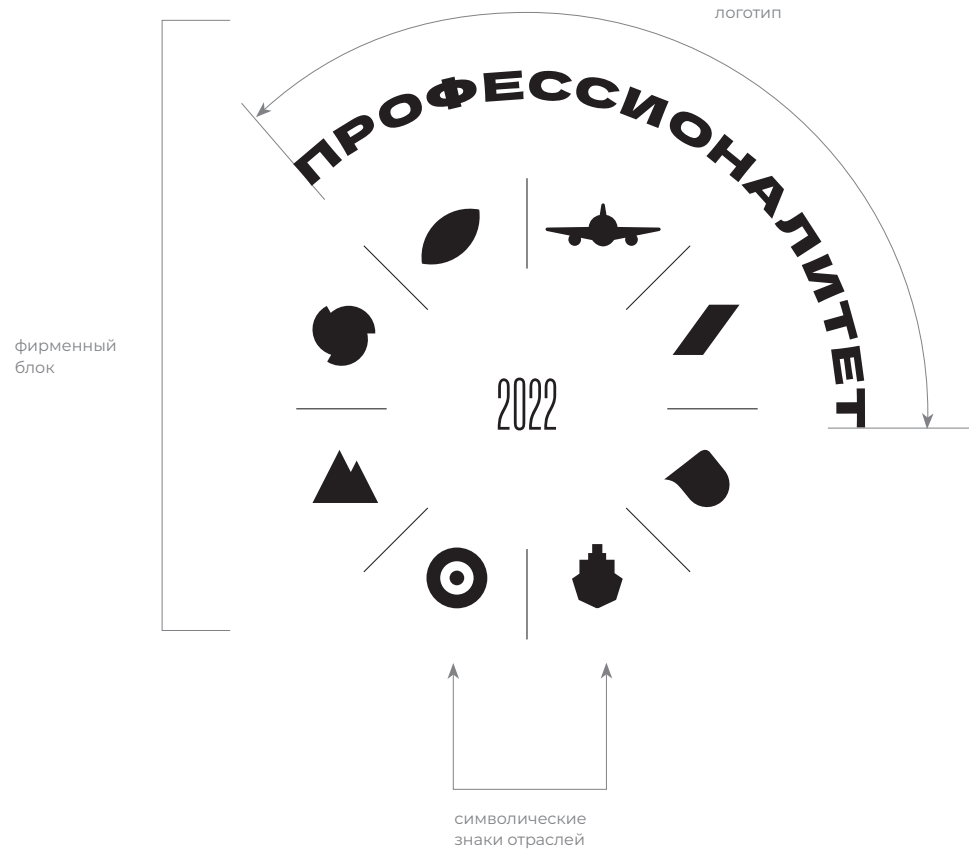 логотип
ПРОФЕССИОНАЛИТЕТ
фирменный
блок
2022
символические
знаки отраслей